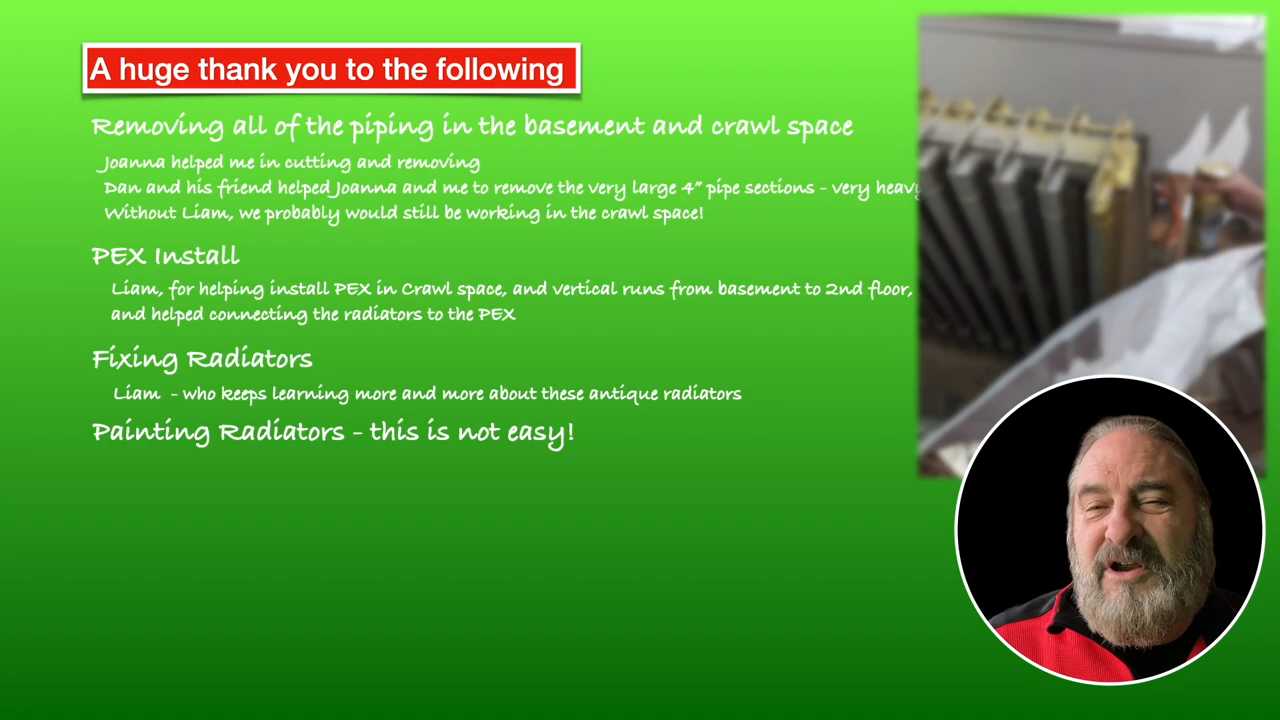 A huge thank you to the following
Removing all of the piping in the basement and crawl space
Joanna helped me in cutting and removing
Dan and his friend helped Joanna and me to remove the very large 4" pipe sections - very heavy
Without Liam, we probably would still be working in the crawl space!
PEX Install
Liam, for helping install PEX in Crawl space, and vertical runs from basement to 2nd floor,
and helped connecting the radiators to the PEX
Fixing Radiators
Liam - who keeps learning more and more about these antique radiators
Painting Radiators - this is not easy!